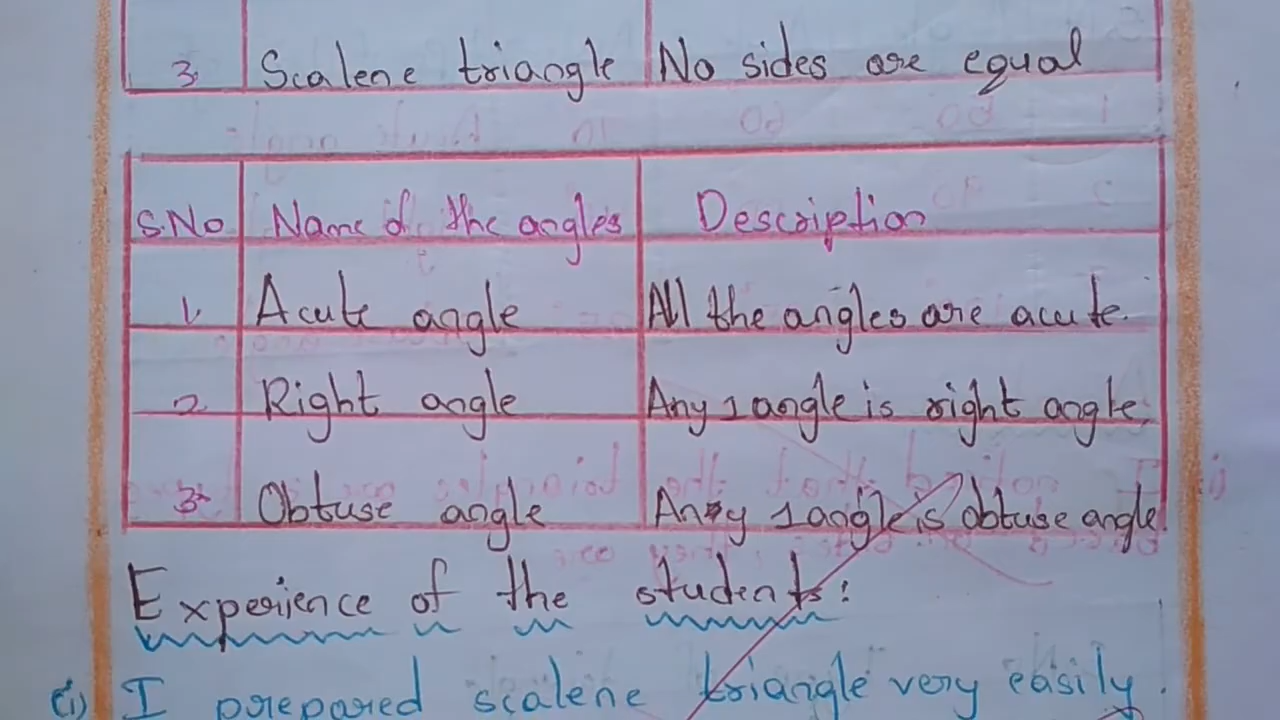 3. Scalene triangle No sides are equal
S.No Name of the angles Description
1. Acute angle All the angles are acute.
2. Right angle Any 1 angle is right angle
3. Obtuse angle Any 1 angle is obtuse angle
Experience of the students:
(i) I prepared scalene triangle very easily.